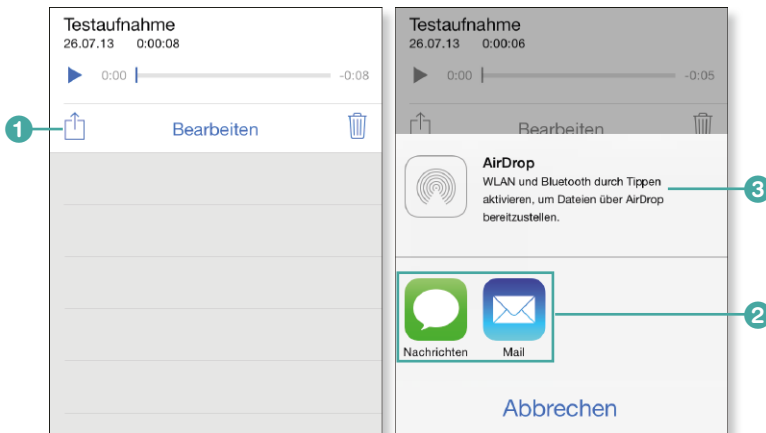 Testaufnahme
26.07.13 0:00:08
0:00 -0:08
1
Bearbeiten
Testaufnahme
26.07.13 0:00:06
0:00 -0:05
Bearbeiten
AirDrop
WLAN und Bluetooth durch Tippen
aktivieren, um Dateien über AirDrop
bereitzustellen.
3
2
Nachrichten Mail
Abbrechen